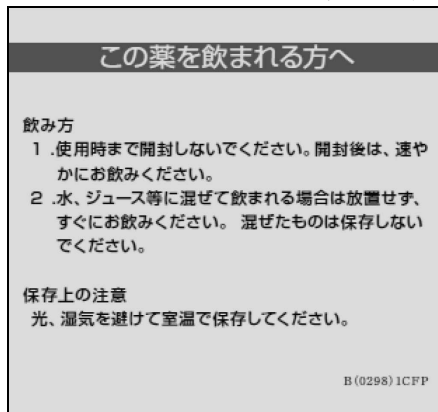 この薬を飲まれる方へ
飲み方
1.使用時まで開封しないでください。開封後は、速や
かにお飲みください。
2.水、ジュース等に混ぜて飲まれる場合は放置せず、
すぐにお飲みください。 混ぜたものは保存しない
でください。
保存上の注意
光、湿気を避けて室温で保存してください。
B(0298)1CFP